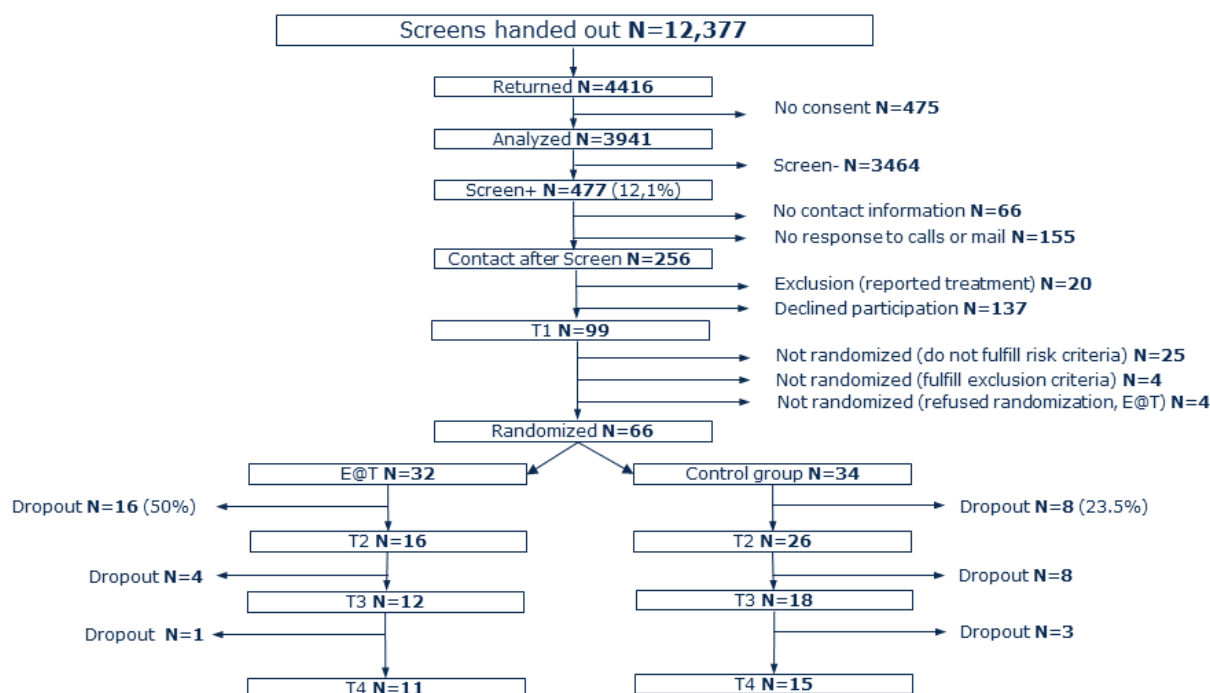 Screens handed out N=12,377
Returned N=4416
No consent N=475
Analyzed N=3941
Screen- N=3464
Screen+ N=477 (12,1%)
No contact information N=66
No response to calls or mail N=155
Contact after Screen N=256
Exclusion (reported treatment) N=20
Declined participation N=137
T1 N=99
Not randomized (do not fulfill risk criteria) N=25
Not randomized (fulfill exclusion criteria) N=4
Not randomized (refused randomization, E@T) N=4
Randomized N=66
E@T N=32
Control group N=34
Dropout N=16 (50%)
Dropout N=8 (23.5%)
T2 N=16
T2 N=26
Dropout N=4
Dropout N=8
T3 N=12
T3 N=18
Dropout N=1
Dropout N=3
T4 N=11
T4 N=15